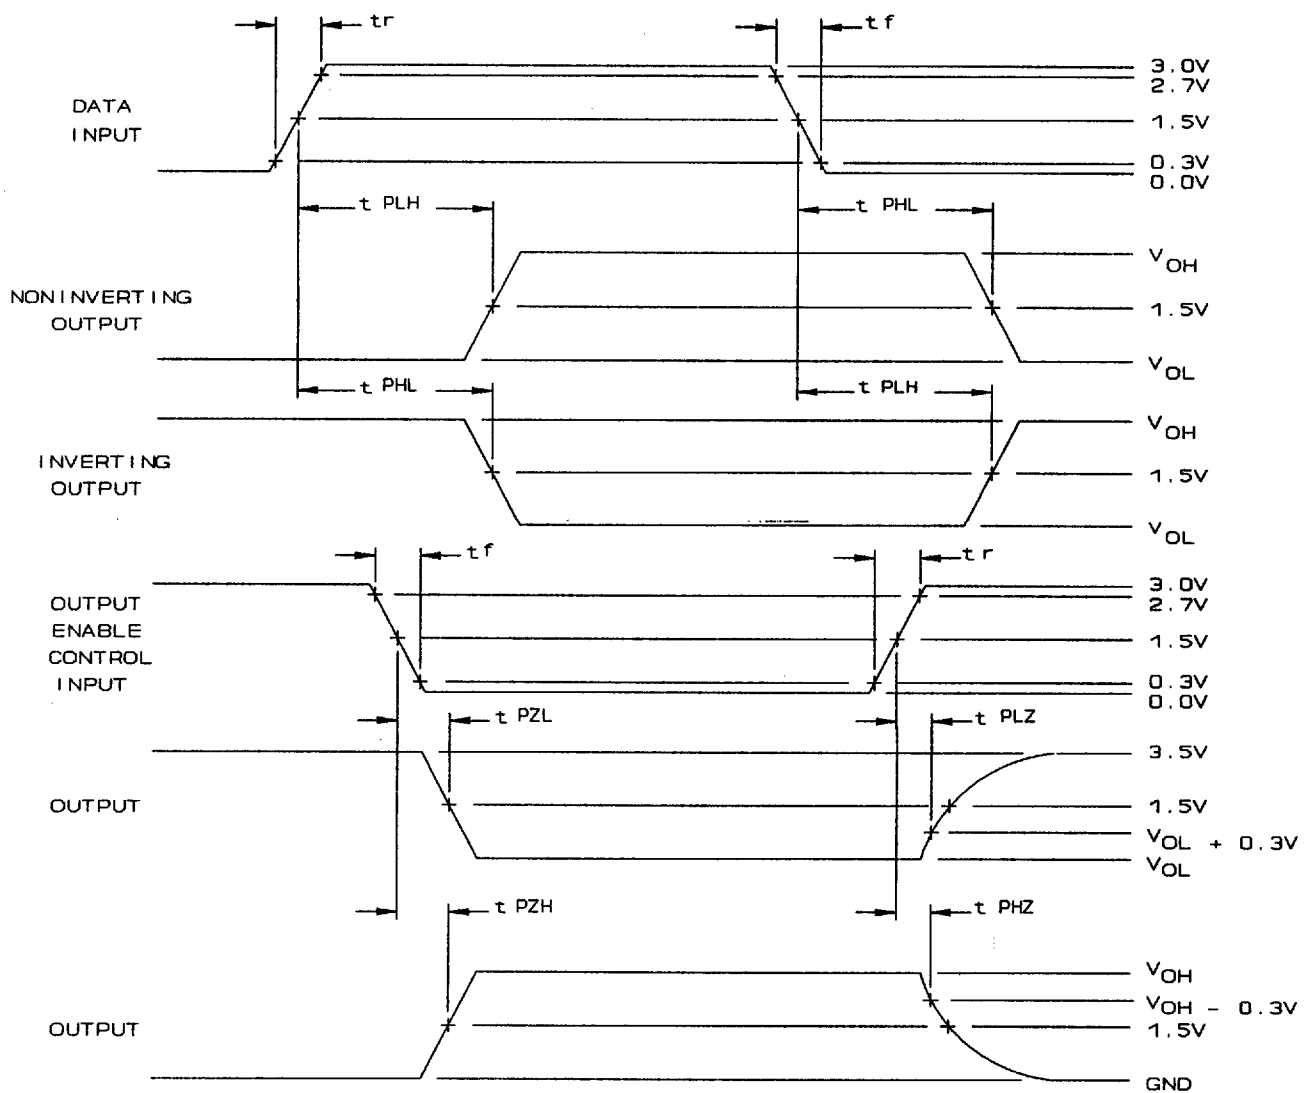 tr
tf
3.0V
2.7V
DATA
INPUT
1.5V
0.3V
0.0V
t PLH
t PHL
VOH
NONINVERTING
OUTPUT
1.5V
VOL
t PHL
t PLH
VOH
INVERTING
OUTPUT
1.5V
VOL
tf
tr
3.0V
2.7V
OUTPUT
ENABLE
CONTROL
INPUT
1.5V
0.3V
0.0V
t PZL
t PLZ
3.5V
OUTPUT
1.5V
VOL + 0.3V
VOL
t PZH
t PHZ
VOH
VOH - 0.3V
OUTPUT
1.5V
GND